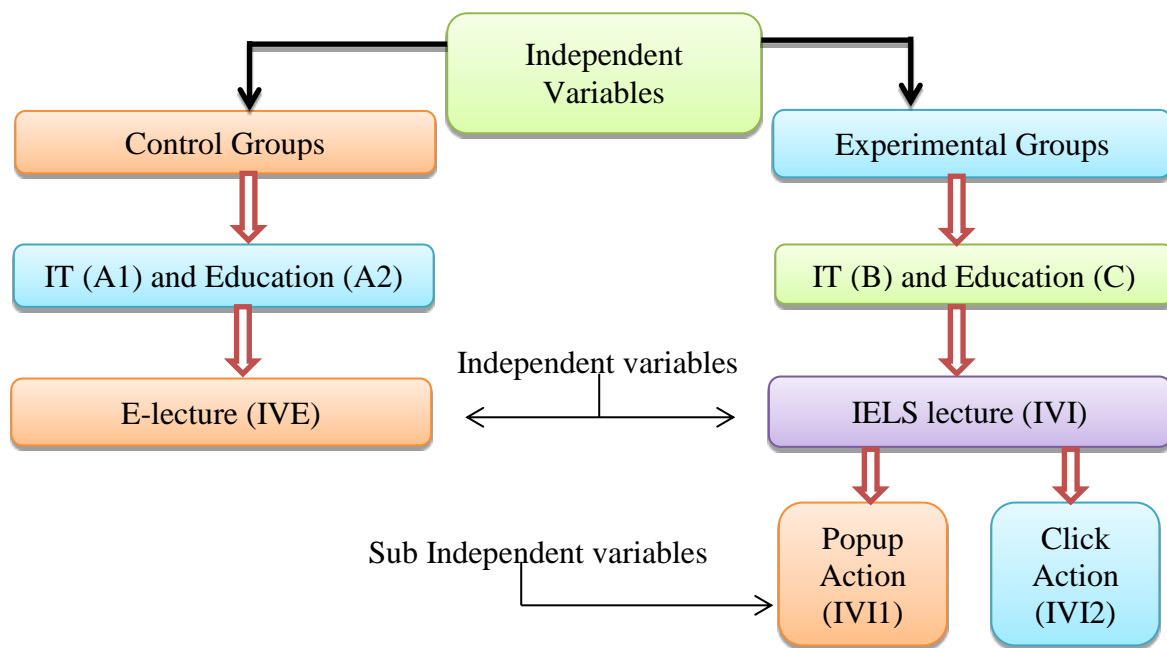 Independent
Variables
Control Groups
Experimental Groups
IT (A1) and Education (A2)
IT (B) and Education (C)
Independent variables
E-lecture (IVE)
IELS lecture (IVI)
Sub Independent variables
Popup
Action
(IVI1)
Click
Action
(IVI2)